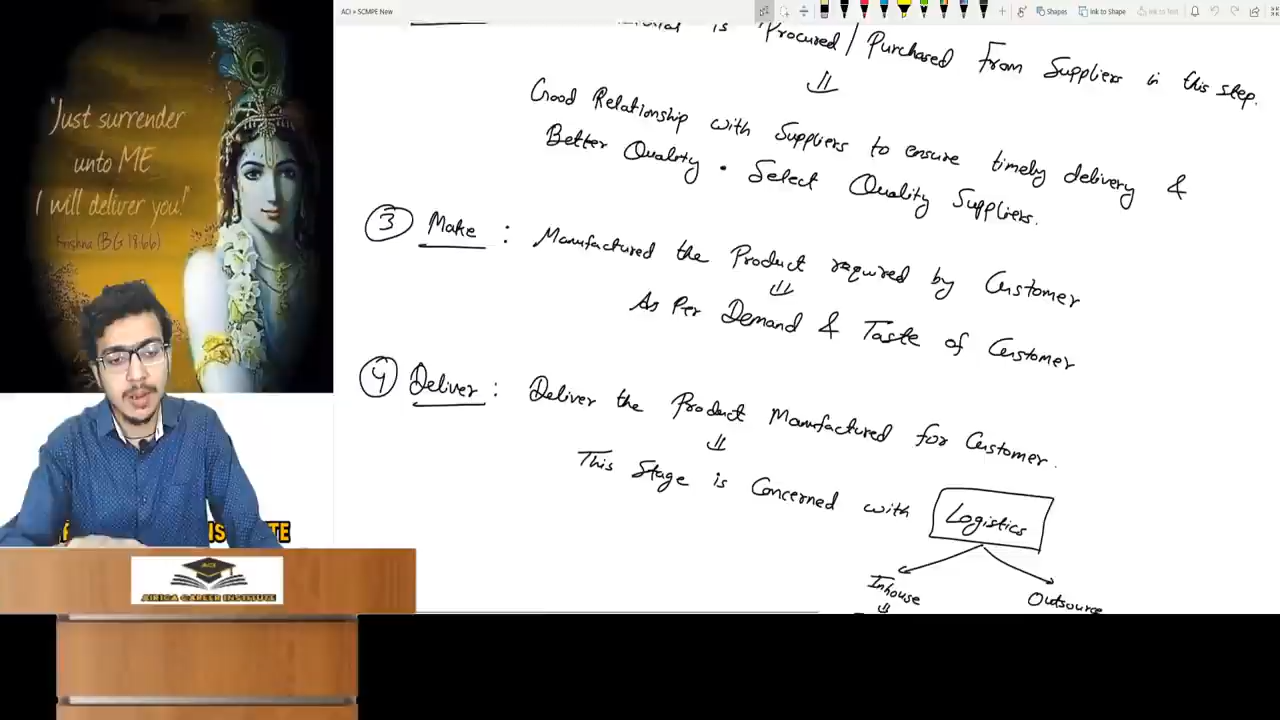 ACI > SCMPE New
Shapes
Ink to Shape
Ink to Text
is Procured/Purchased From Suppliers in this step.
Good Relationship with Suppliers to ensure timely delivery &
Better Quality. Select Quality Suppliers.
③ Make : Manufactured the Product required by Customer
As Per Demand & Taste of Customer
④ Deliver : Deliver the Product Manufactured for Customer.
This Stage is Concerned with Logistics
Inhouse
Outsource
"Just surrender
unto ME
I will deliver you!"
Krishna (BG 18:66)
ACI
AIRICA CAREER INSTITUTE